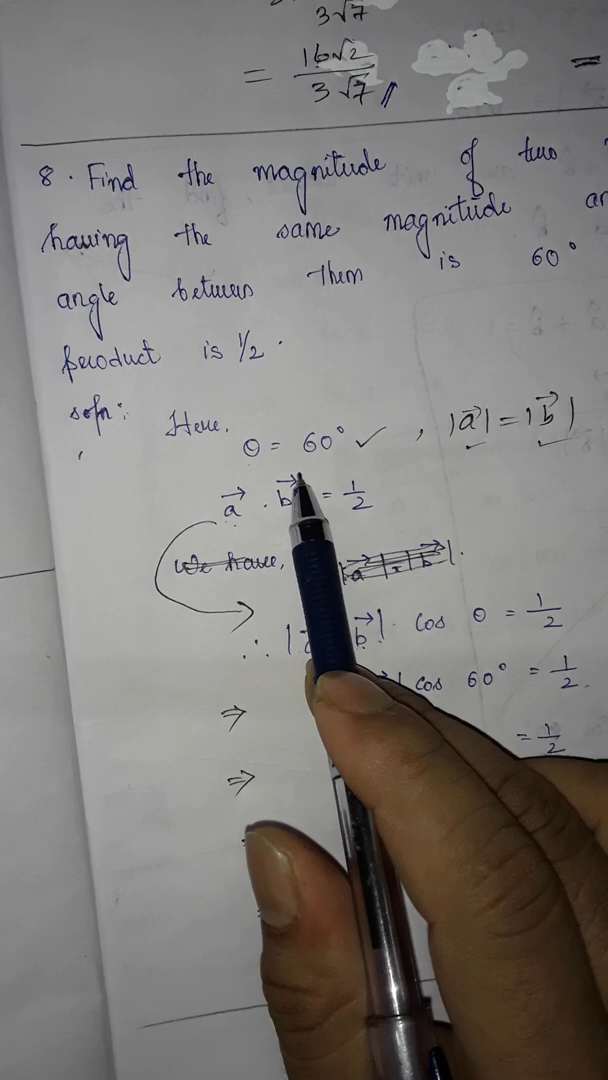 3√7
= 16√2 / 3√7 =
8. Find the magnitude of two
having the same magnitude
angle between them is 60°
product is 1/2.
soln: Here,
θ = 60° ✓ , |a⃗| = |b⃗|
a⃗ . b⃗ = 1/2
We have,
∴ | b⃗| cos θ = 1/2
⇒ | cos 60° = 1/2
⇒ = 1/2